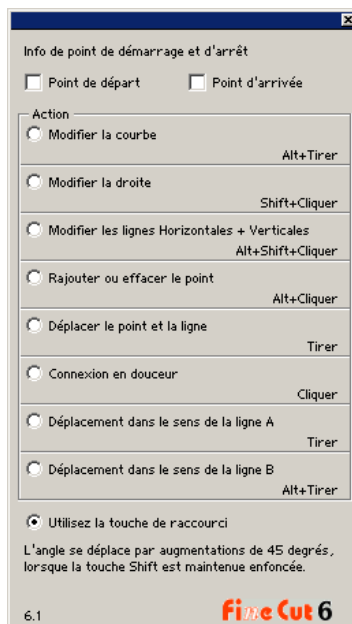 Info de point de démarrage et d'arrêt
Point de départ Point d'arrivée
Action
Modifier la courbe
Alt+Tirer
Modifier la droite
Shift+Cliquer
Modifier les lignes Horizontales + Verticales
Alt+Shift+Cliquer
Rajouter ou effacer le point
Alt+Cliquer
Déplacer le point et la ligne
Tirer
Connexion en douceur
Cliquer
Déplacement dans le sens de la ligne A
Tirer
Déplacement dans le sens de la ligne B
Alt+Tirer
Utilisez la touche de raccourci
L'angle se déplace par augmentations de 45 degrés,
lorsque la touche Shift est maintenue enfoncée.
6.1 Fine Cut 6